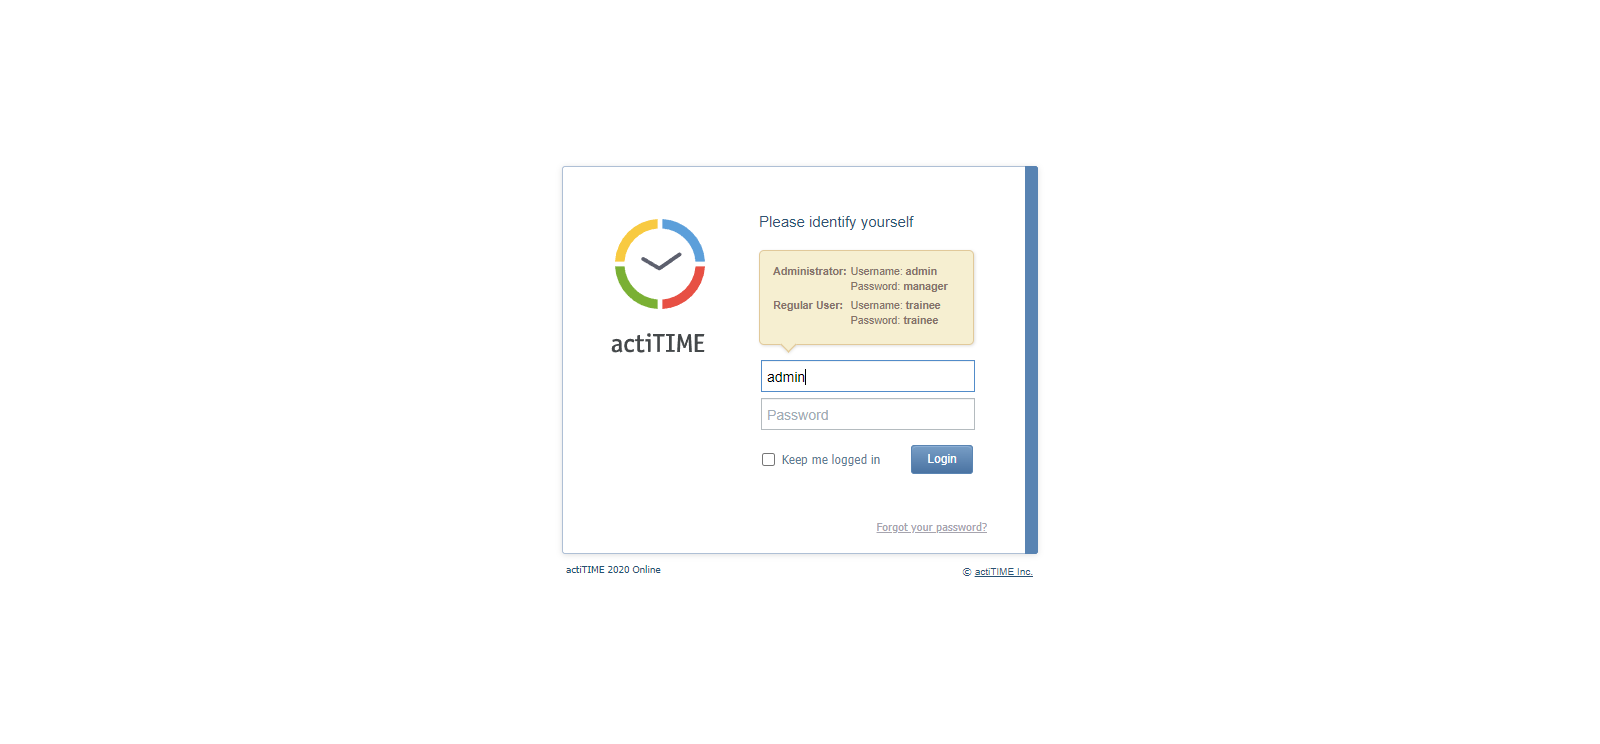 Please identify yourself
Administrator: Username: admin
Password: manager
Regular User: Username: trainee
Password: trainee
actiTIME
admin
Password
Keep me logged in
Login
Forgot your password?
actiTIME 2020 Online
© actiTIME Inc.